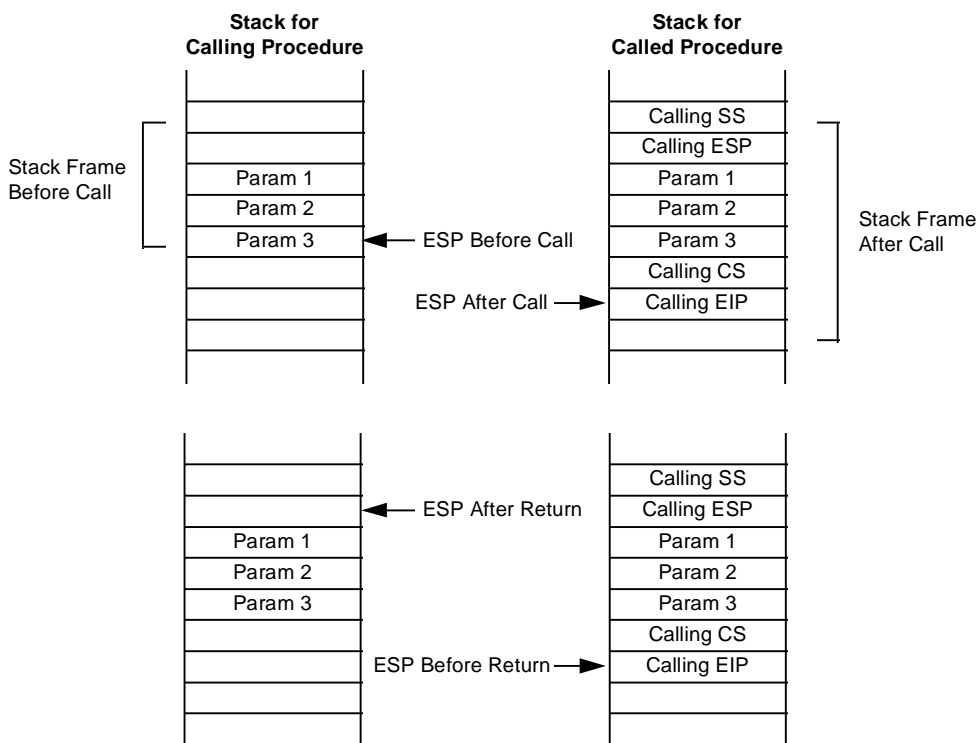 Stack for
Calling Procedure
Stack for
Called Procedure
Stack Frame
Before Call
Param 1
Param 2
Param 3
ESP Before Call
ESP After Call
Calling SS
Calling ESP
Param 1
Param 2
Param 3
Calling CS
Calling EIP
Stack Frame
After Call
Param 1
Param 2
Param 3
ESP After Return
ESP Before Return
Calling SS
Calling ESP
Param 1
Param 2
Param 3
Calling CS
Calling EIP